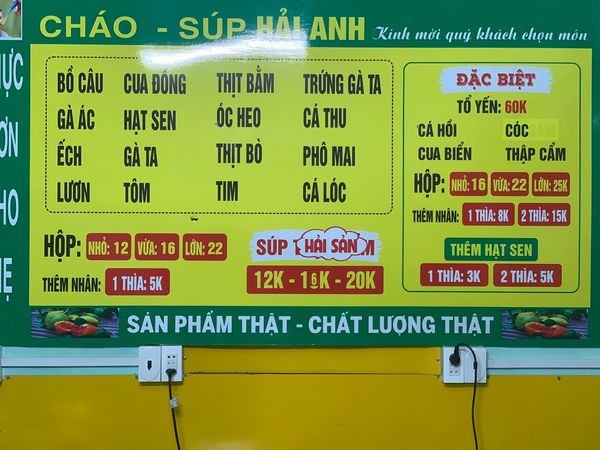 CHÁO - SÚP HẢI ANH
Kính mời quý khách chọn món
BỒ CÂU CUA ĐỒNG THỊT BẰM TRỨNG GÀ TA
GÀ ÁC HẠT SEN ÓC HEO CÁ THU
ẾCH GÀ TA THỊT BÒ PHÔ MAI
LƯƠN TÔM TIM CÁ LÓC
HỘP: NHỎ: 12 VỪA: 16 LỚN: 22
THÊM NHÂN: 1 THÌA: 5K
SÚP HẢI SẢN
12K - 16K - 20K
ĐẶC BIỆT
TỔ YẾN: 60K
CÁ HỒI CÓC
CUA BIỂN THẬP CẨM
HỘP: NHỎ: 16 VỪA: 22 LỚN: 25K
THÊM NHÂN: 1 THÌA: 8K 2 THÌA: 15K
THÊM HẠT SEN
1 THÌA: 3K 2 THÌA: 5K
SẢN PHẨM THẬT - CHẤT LƯỢNG THẬT